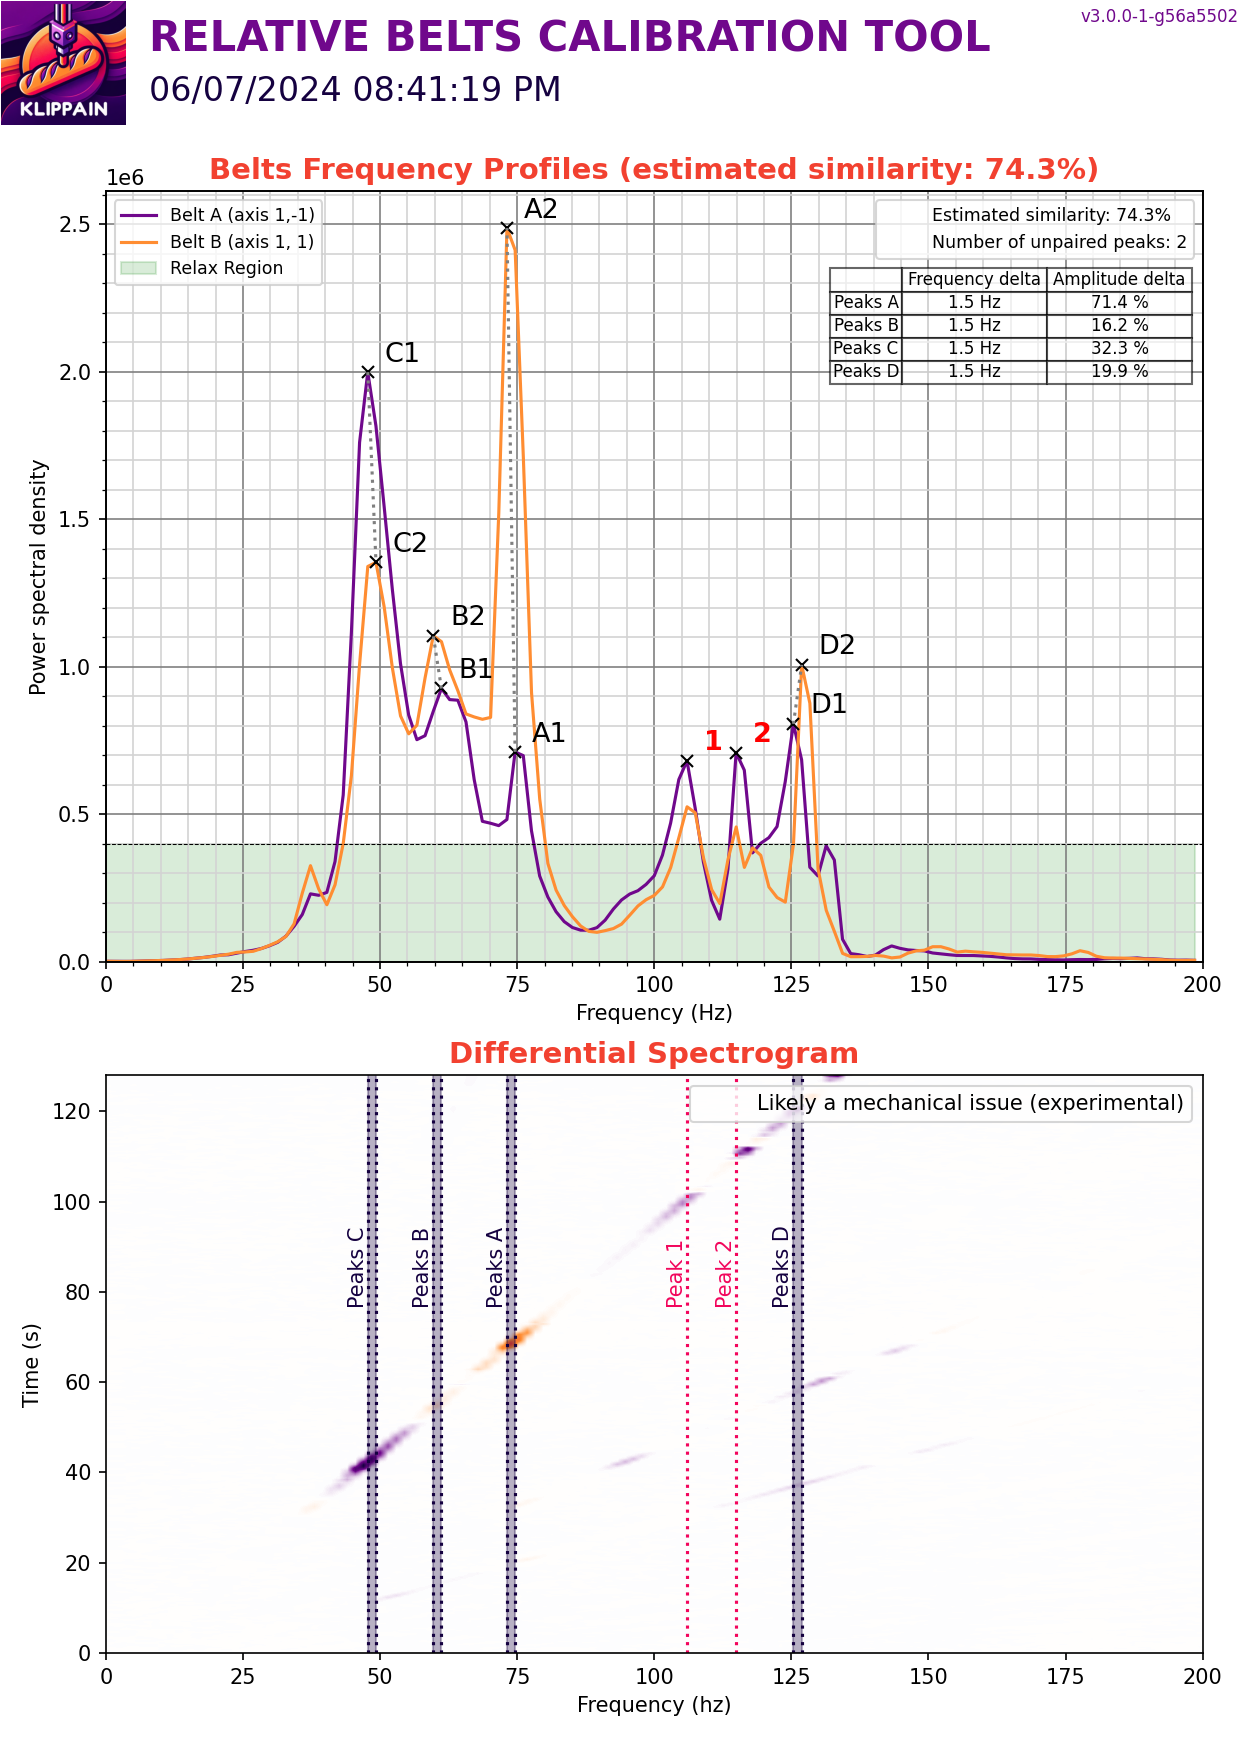 v3.0.0-1-g56a5502
RELATIVE BELTS CALIBRATION TOOL
06/07/2024 08:41:19 PM
KLIPPAIN
Belts Frequency Profiles (estimated similarity: 74.3%)
1e6
Belt A (axis 1,-1)
Belt B (axis 1, 1)
Relax Region
Estimated similarity: 74.3%
Number of unpaired peaks: 2
Frequency delta Amplitude delta
Peaks A 1.5 Hz 71.4 %
Peaks B 1.5 Hz 16.2 %
Peaks C 1.5 Hz 32.3 %
Peaks D 1.5 Hz 19.9 %
A2
C1
C2
B2
B1
A1
1
2
D2
D1
2.5
2.0
1.5
1.0
0.5
0.0
Power spectral density
0 25 50 75 100 125 150 175 200
Frequency (Hz)
Differential Spectrogram
Likely a mechanical issue (experimental)
Peaks C
Peaks B
Peaks A
Peak 1
Peak 2
Peaks D
120
100
80
60
40
20
0
Time (s)
0 25 50 75 100 125 150 175 200
Frequency (hz)